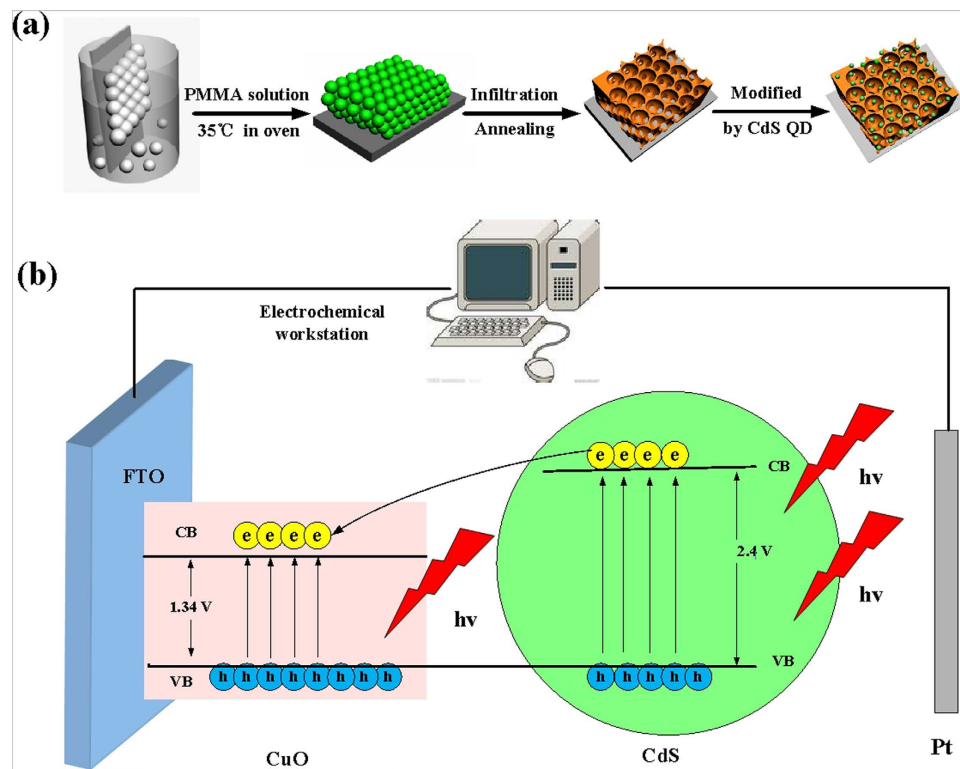 (a)
PMMA solution
35℃ in oven
Infiltration
Annealing
Modified
by CdS QD
(b)
Electrochemical
workstation
FTO
CB
e e e e
1.34 V
VB
h h h h h h h h
hv
CuO
e e e e
CB
2.4 V
VB
h h h h h
CdS
hv
hv
Pt